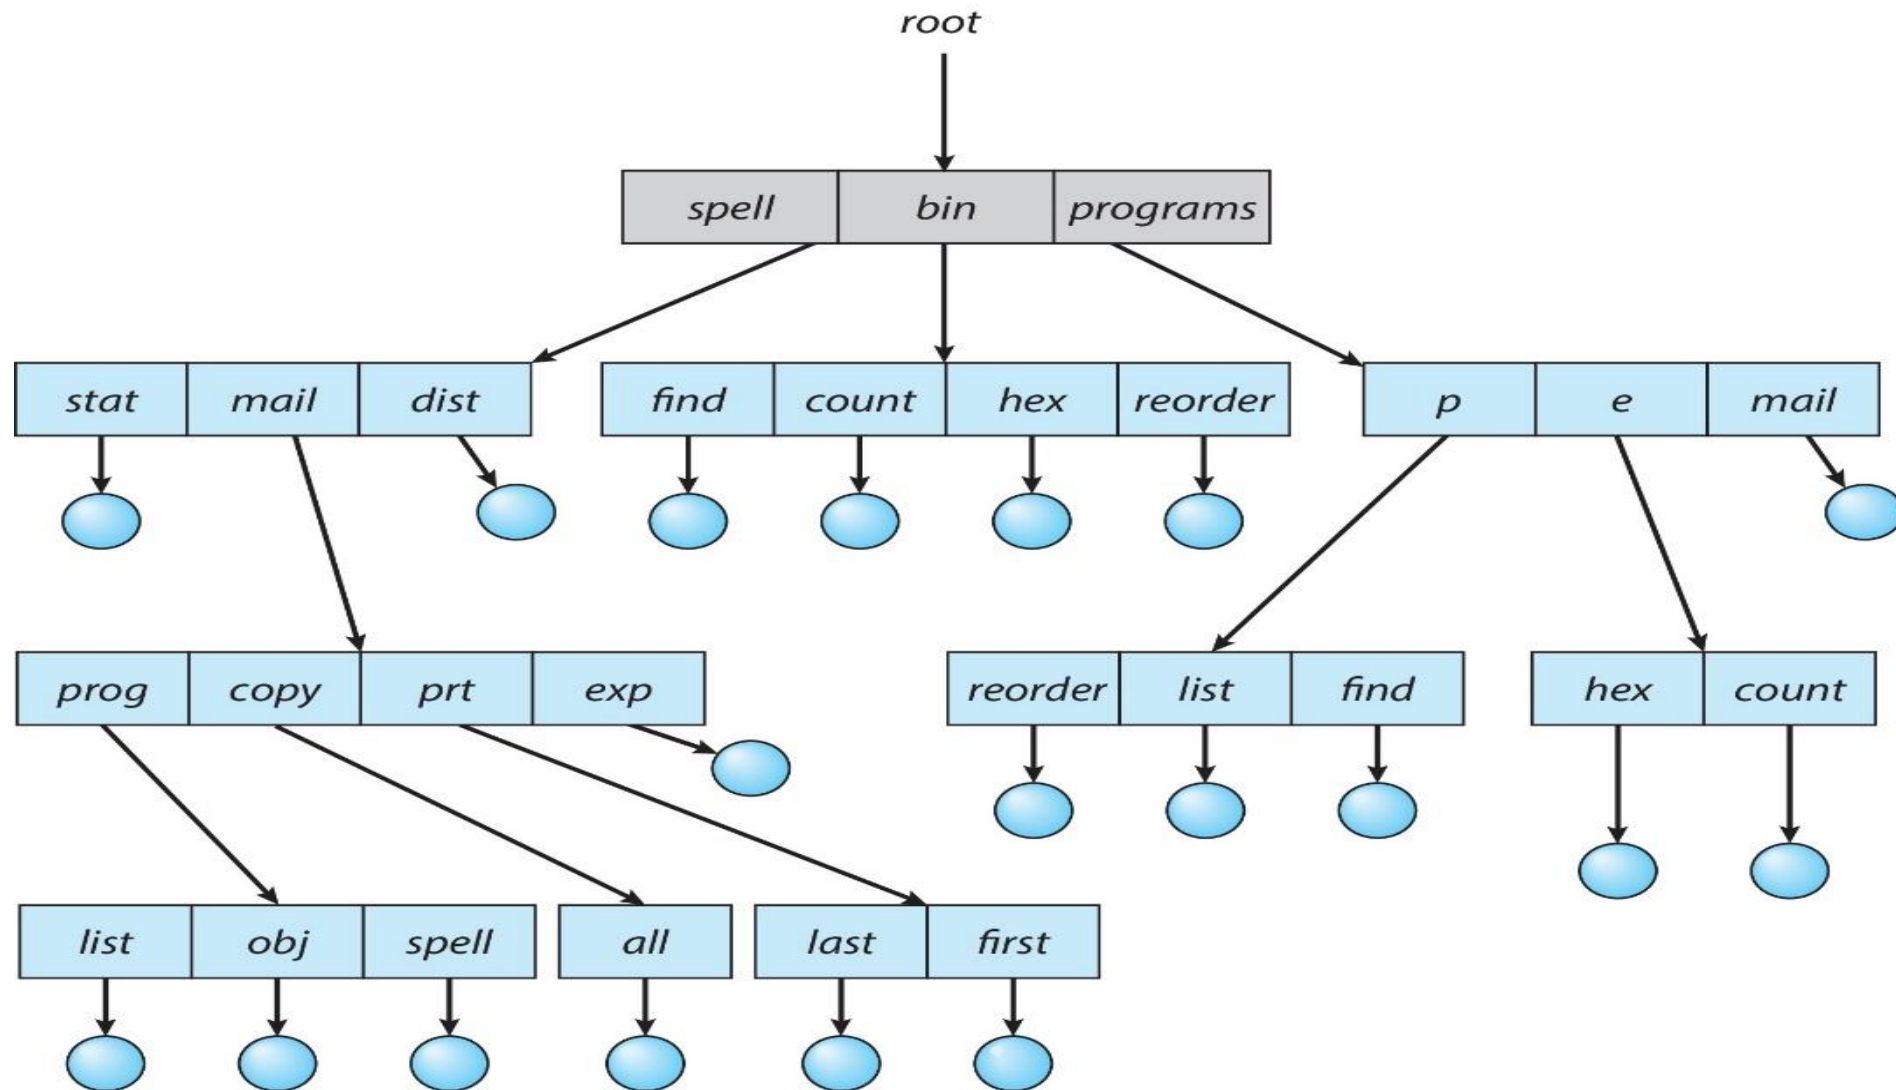 root
spell bin programs
stat mail dist find count hex reorder p e mail
prog copy prt exp reorder list find hex count
list obj spell all last first